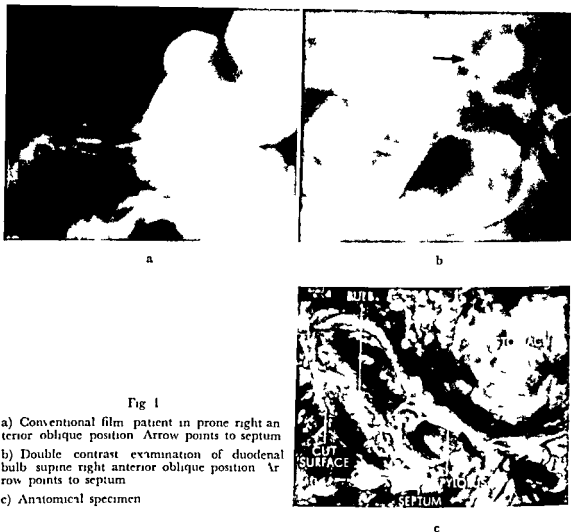 a
b
BULB
STOMACH
CUT
SURFACE
PYLORUS
SEPTUM
c
Fig 1
a) Conventional film patient in prone right an
terior oblique position Arrow points to septum
b) Double contrast examination of duodenal
bulb supine right anterior oblique position Ar
row points to septum
c) Anatomical specimen